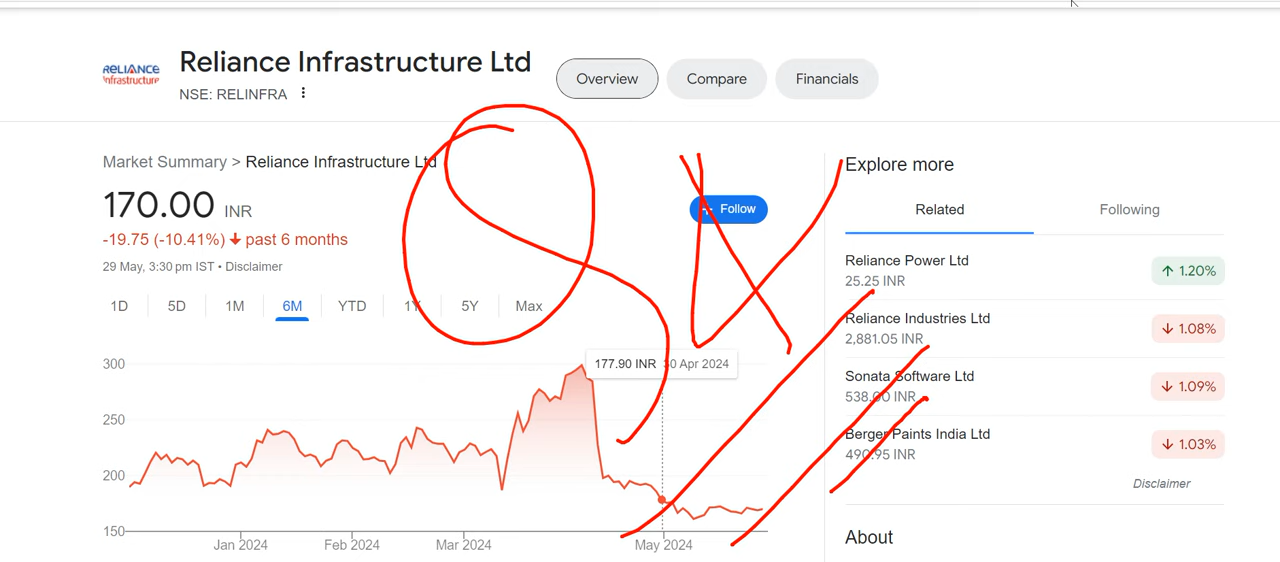 RELIANCE
Infrastructure
Reliance Infrastructure Ltd
NSE: RELINFRA
Overview
Compare
Financials
Market Summary > Reliance Infrastructure Ltd
170.00 INR
-19.75 (-10.41%) ↓ past 6 months
29 May, 3:30 pm IST • Disclaimer
+ Follow
1D 5D 1M 6M YTD 1Y 5Y Max
177.90 INR 30 Apr 2024
300
250
200
150
Jan 2024 Feb 2024 Mar 2024 May 2024
Explore more
Related Following
Reliance Power Ltd
25.25 INR
↑ 1.20%
Reliance Industries Ltd
2,881.05 INR
↓ 1.08%
Sonata Software Ltd
538.00 INR
↓ 1.09%
Berger Paints India Ltd
490.95 INR
↓ 1.03%
Disclaimer
About